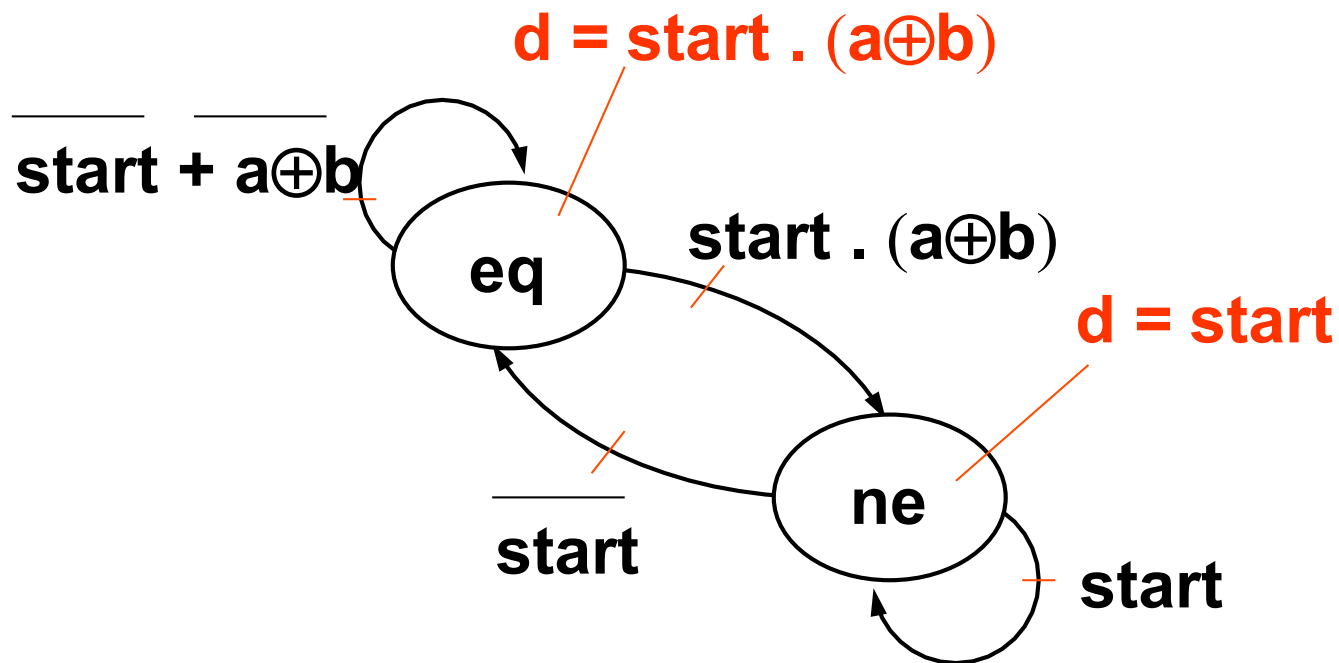 d = start . (a⊕b)
start + a⊕b
start . (a⊕b)
eq
d = start
ne
start
start